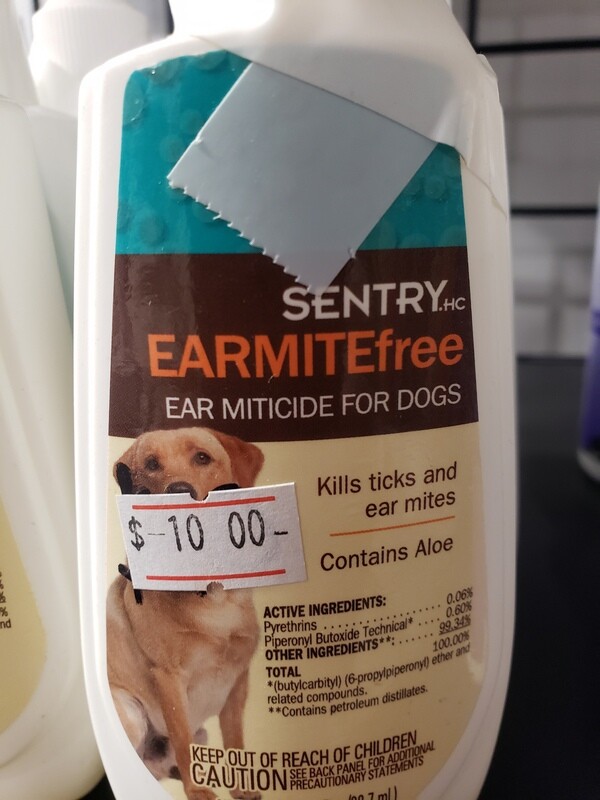 SENTRY.HC
EARMITEfree
EAR MITICIDE FOR DOGS
Kills ticks and
ear mites
Contains Aloe
$-10 00-
ACTIVE INGREDIENTS:
Pyrethrins . . . . . . . . . . . . . . . . . . 0.06%
Piperonyl Butoxide Technical* . . . . . 0.60%
OTHER INGREDIENTS**: . . . . . . . 99.34%
TOTAL 100.00%
*(butylcarbityl) (6-propylpiperonyl) ether and
related compounds.
**Contains petroleum distillates.
KEEP OUT OF REACH OF CHILDREN
CAUTION SEE BACK PANEL FOR ADDITIONAL
PRECAUTIONARY STATEMENTS
%
%
nd